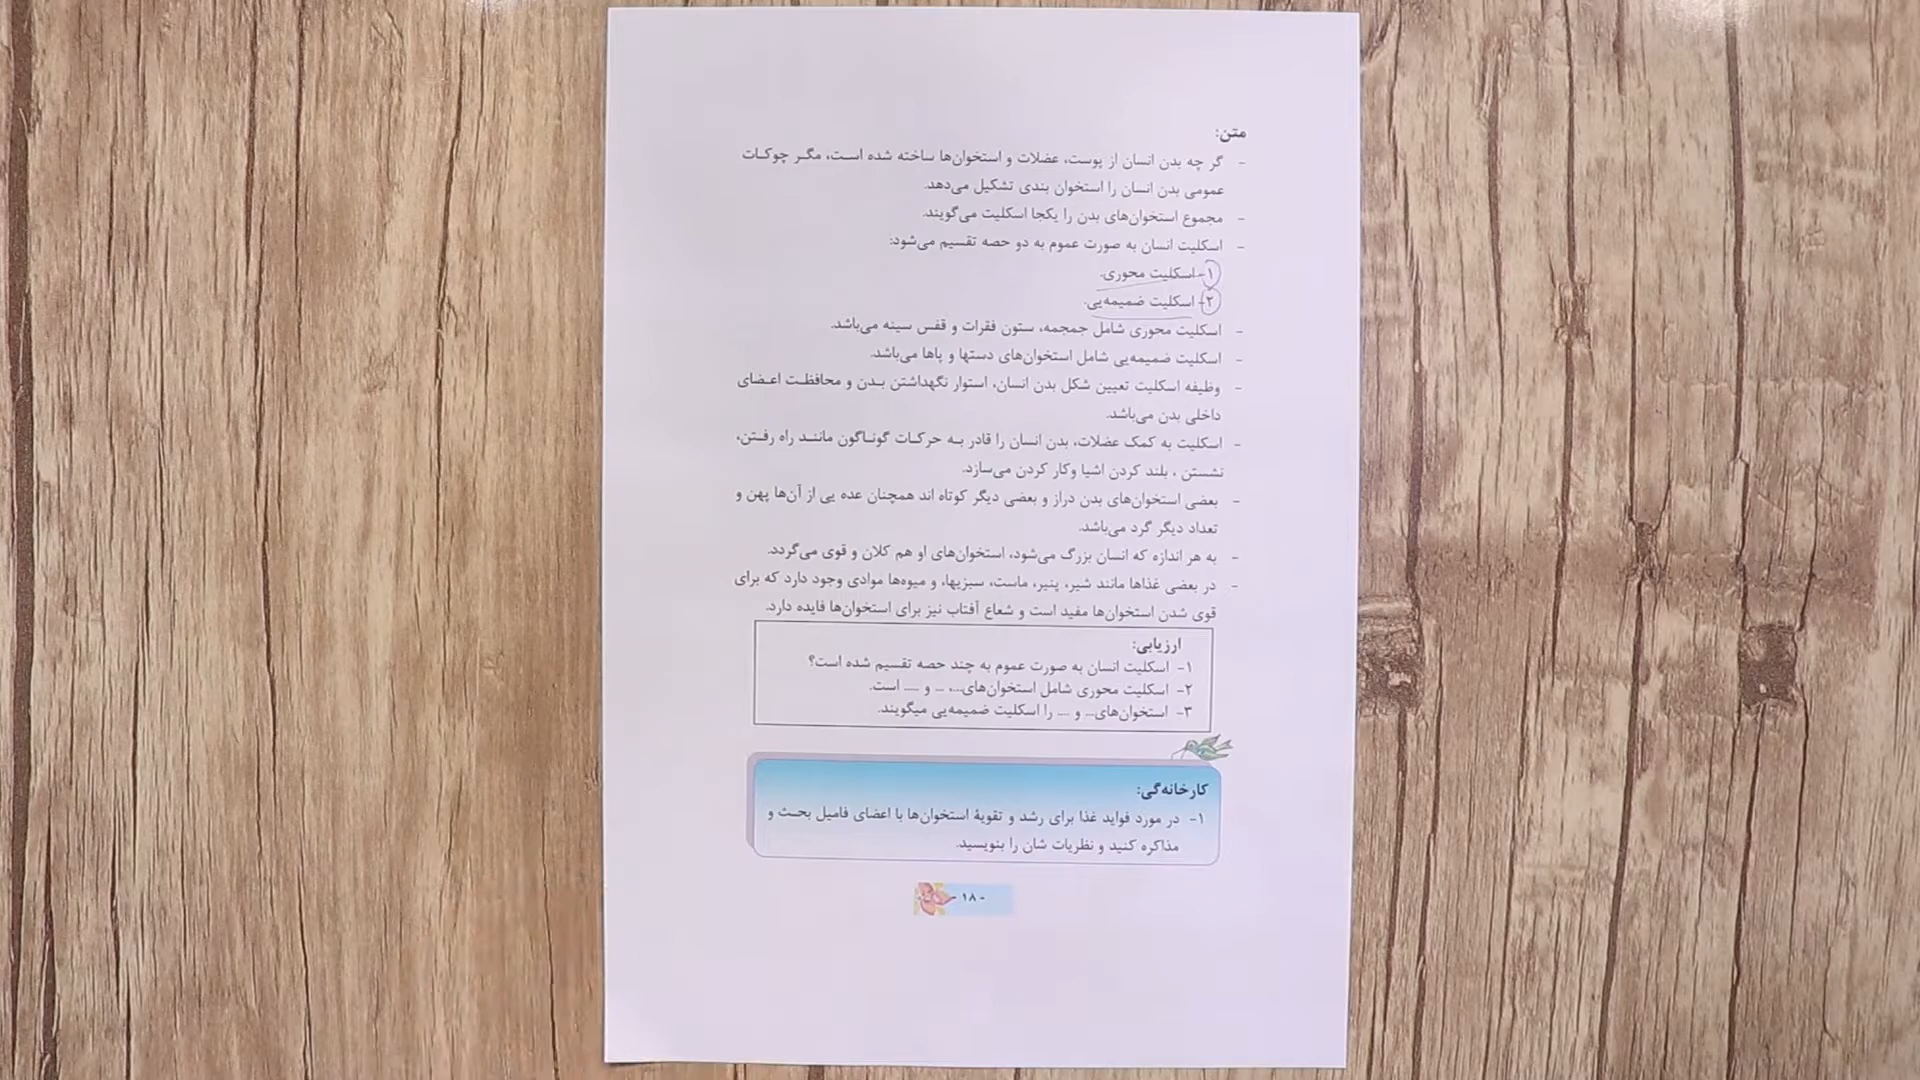 متن:
- گر چه بدن انسان از پوست، عضلات و استخوان‌ها ساخته شده است، مگر چوکات
عمومی بدن انسان را استخوان بندی تشکیل می‌دهد.
- مجموع استخوان‌های بدن را یکجا اسکلیت می‌گویند.
- اسکلیت انسان به صورت عموم به دو حصه تقسیم می‌شود:
۱- اسکلیت محوری.
۲- اسکلیت ضمیمه‌یی.
- اسکلیت محوری شامل جمجمه، ستون فقرات و قفس سینه می‌باشد.
- اسکلیت ضمیمه‌یی شامل استخوان‌های دستها و پاها می‌باشد.
- وظیفه اسکلیت تعیین شکل بدن انسان، استوار نگهداشتن بدن و محافظت اعضای
داخلی بدن می‌باشد.
- اسکلیت به کمک عضلات، بدن انسان را قادر به حرکات گوناگون مانند راه رفتن،
نشستن ، بلند کردن اشیا وکار کردن می‌سازد.
- بعضی استخوان‌های بدن دراز و بعضی دیگر کوتاه اند همچنان عده یی از آن‌ها پهن و
تعداد دیگر گرد می‌باشد.
- به هر اندازه که انسان بزرگ می‌شود، استخوان‌های او هم کلان و قوی می‌گردد.
- در بعضی غذاها مانند شیر، پنیر، ماست، سبزیها، و میوه‌ها موادی وجود دارد که برای
قوی شدن استخوان‌ها مفید است و شعاع آفتاب نیز برای استخوان‌ها فایده دارد.
ارزیابی:
۱- اسکلیت انسان به صورت عموم به چند حصه تقسیم شده است؟
۲- اسکلیت محوری شامل استخوان‌های...، ... و .... است.
۳- استخوان‌های... و .... را اسکلیت ضمیمه‌یی میگویند.
کارخانه‌گی:
۱- در مورد فواید غذا برای رشد و تقویۀ استخوان‌ها با اعضای فامیل بحث و
مذاکره کنید و نظریات شان را بنویسید.
- ۱۸ -